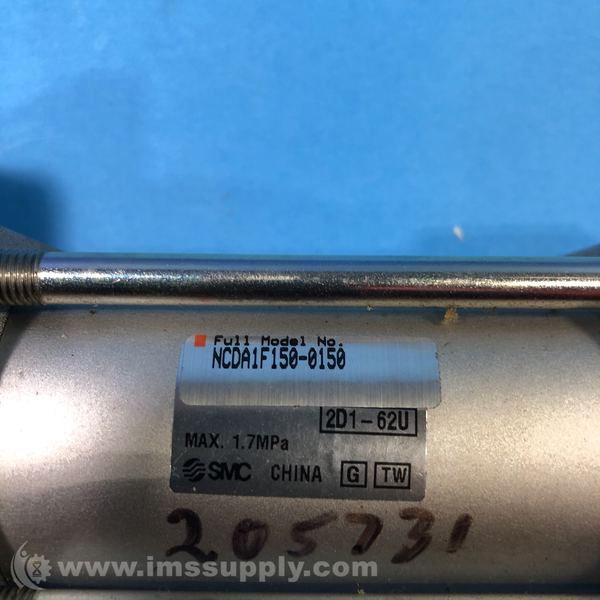 Full Model No.
NCDA1F150-0150
2D1-62U
MAX. 1.7MPa
SMC CHINA G TW
205731
www.imssupply.com